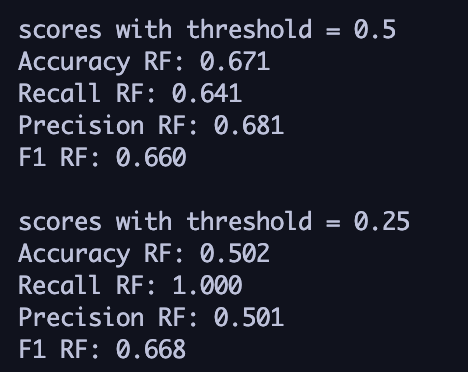 scores with threshold = 0.5
Accuracy RF: 0.671
Recall RF: 0.641
Precision RF: 0.681
F1 RF: 0.660

scores with threshold = 0.25
Accuracy RF: 0.502
Recall RF: 1.000
Precision RF: 0.501
F1 RF: 0.668